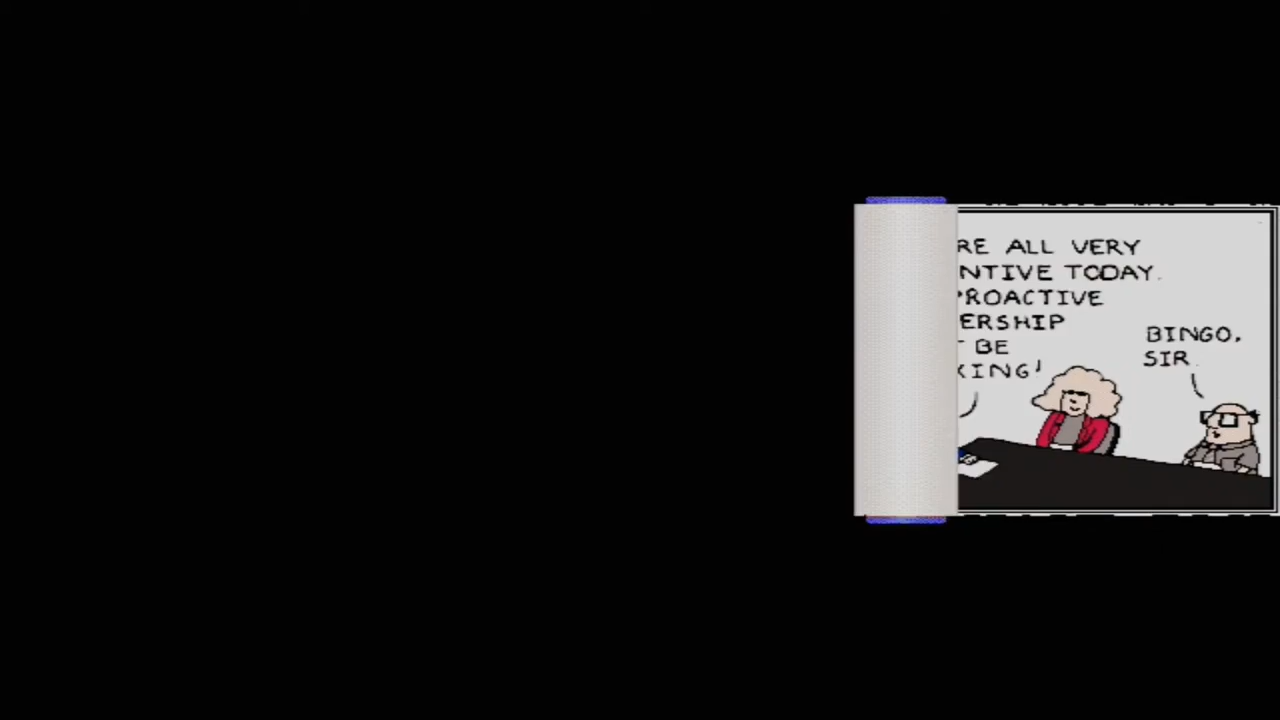 RE ALL VERY
NTIVE TODAY.
PROACTIVE
ERSHIP
BE
KING!
BINGO,
SIR.